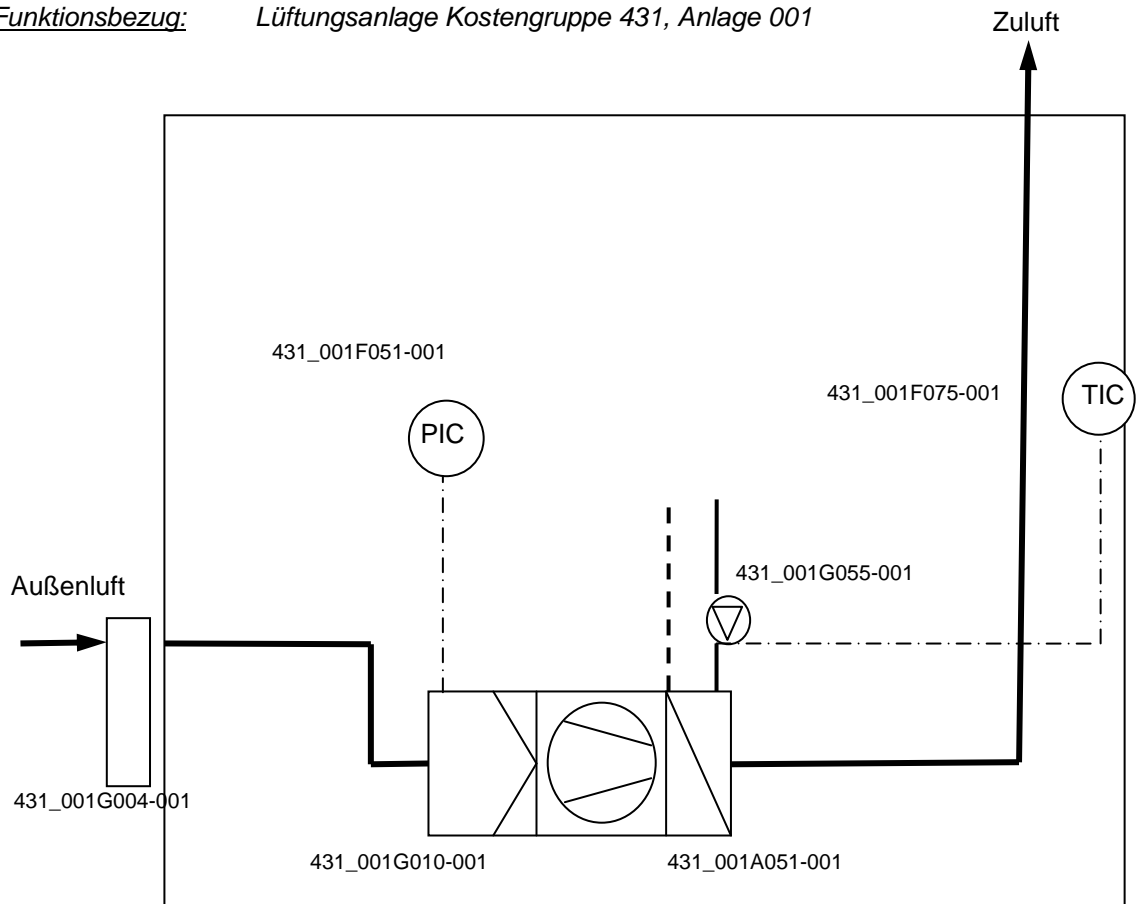 Funktionsbezug: Lüftungsanlage Kostengruppe 431, Anlage 001
Zuluft
431_001F051-001
431_001F075-001
TIC
PIC
431_001G055-001
Außenluft
431_001G004-001
431_001G010-001
431_001A051-001